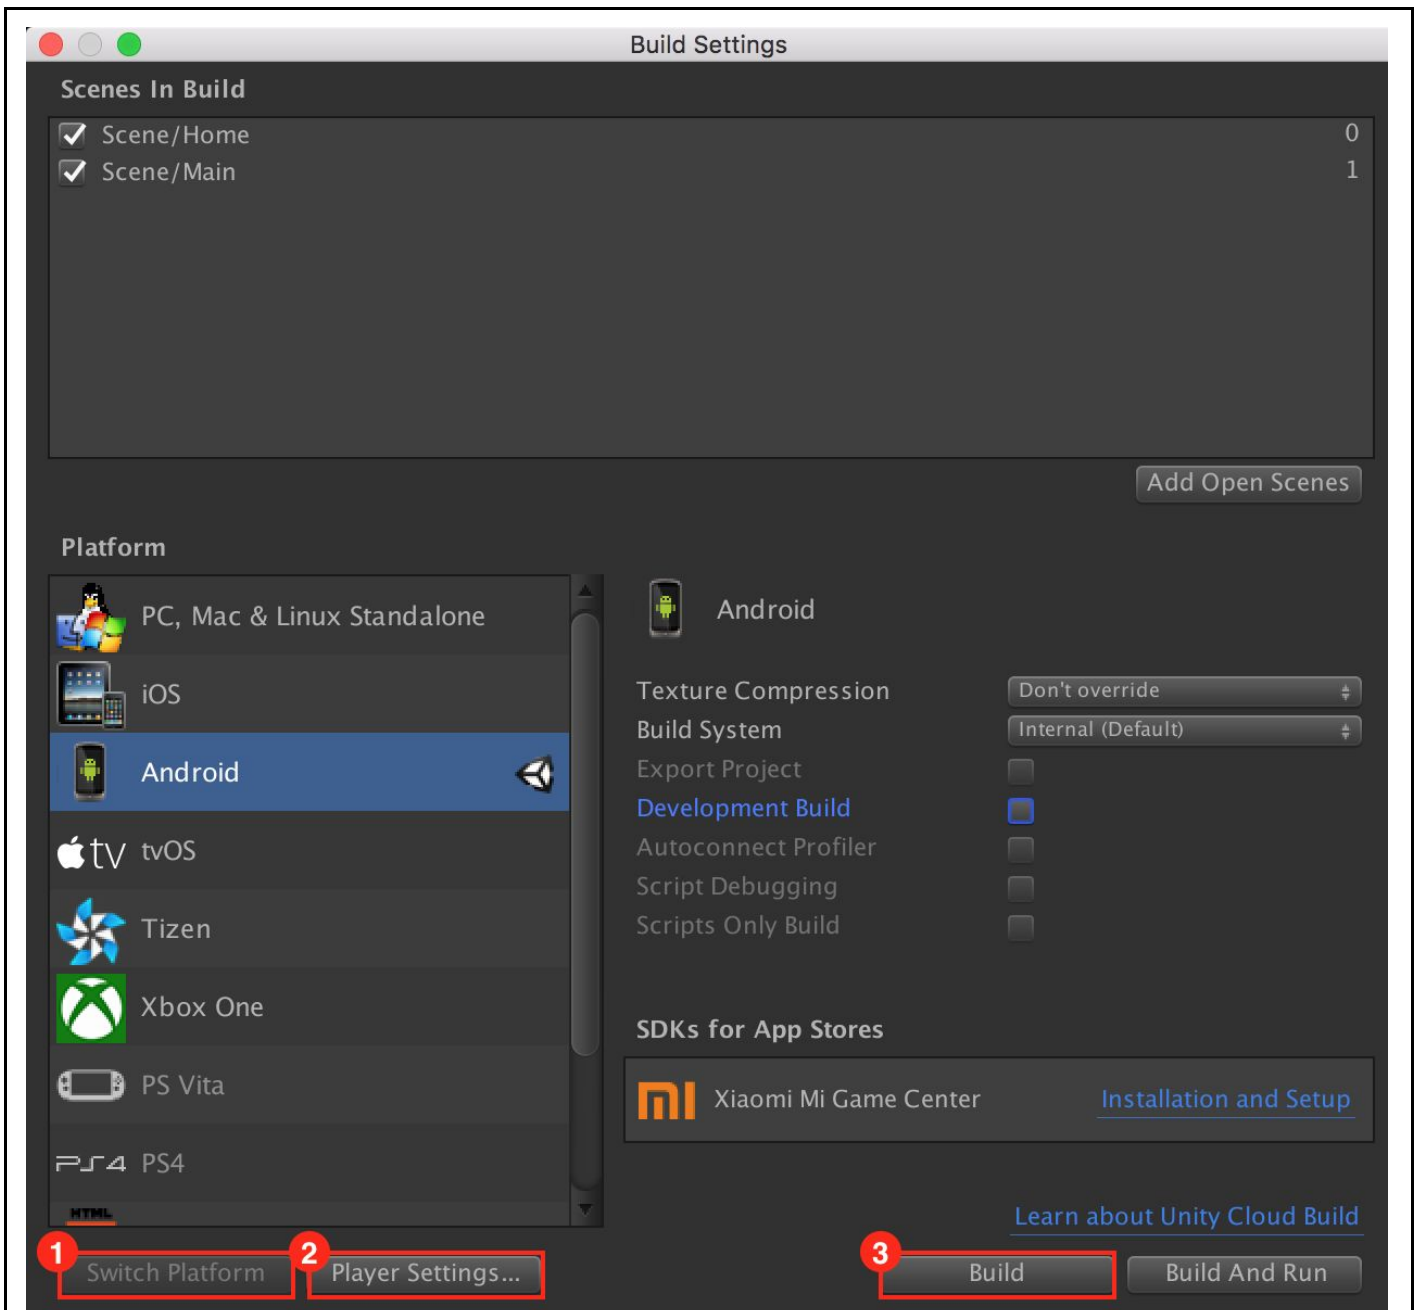 Build Settings
Scenes In Build
Scene/Home 0
Scene/Main 1
Add Open Scenes
Platform
PC, Mac & Linux Standalone
iOS
Android
tv tvOS
Tizen
Xbox One
PS Vita
PS4 PS4
HTML
Android
Texture Compression Don't override
Build System Internal (Default)
Export Project
Development Build
Autoconnect Profiler
Script Debugging
Scripts Only Build
SDKs for App Stores
Xiaomi Mi Game Center Installation and Setup
Learn about Unity Cloud Build
1 Switch Platform
2 Player Settings...
3 Build
Build And Run